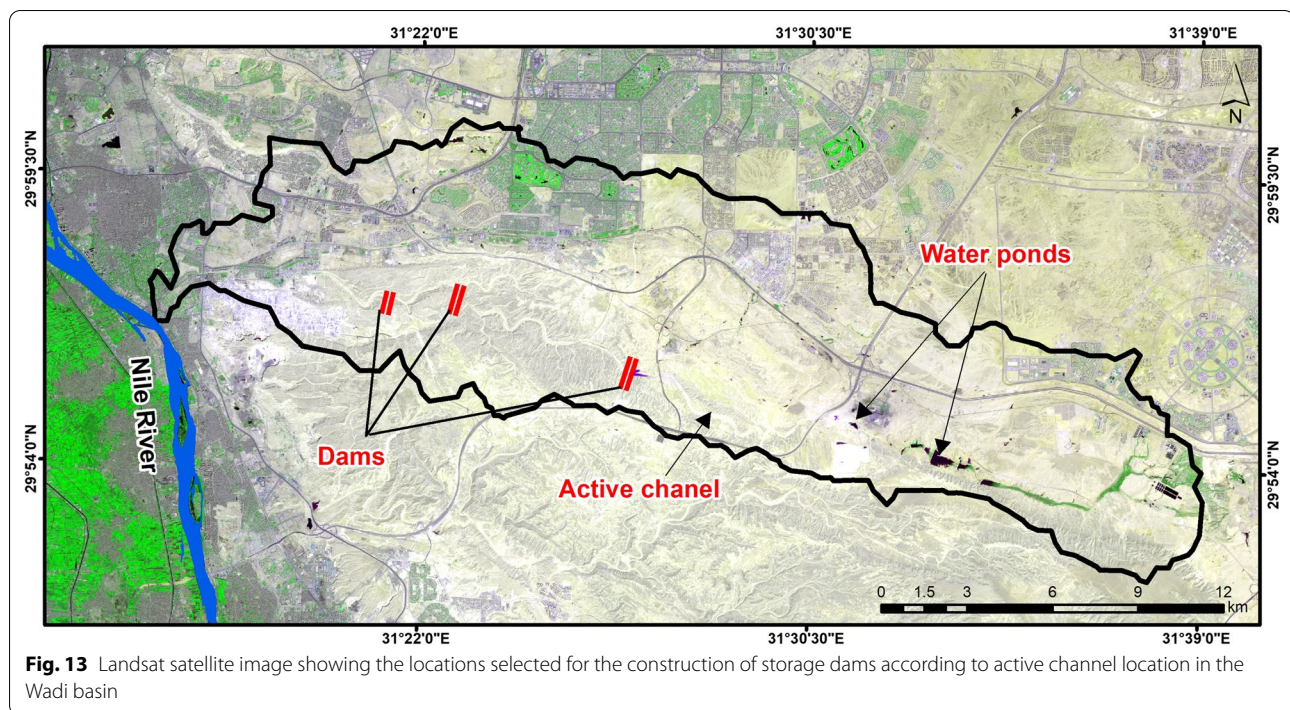 31°22'0"E 31°30'30"E 31°39'0"E
N
29°59'30"N 29°59'30"N
Water ponds
Nile River
Dams
Active chanel
29°54'0"N 29°54'0"N
0 1.5 3 6 9 12
km
31°22'0"E 31°30'30"E 31°39'0"E
Fig. 13 Landsat satellite image showing the locations selected for the construction of storage dams according to active channel location in the
Wadi basin